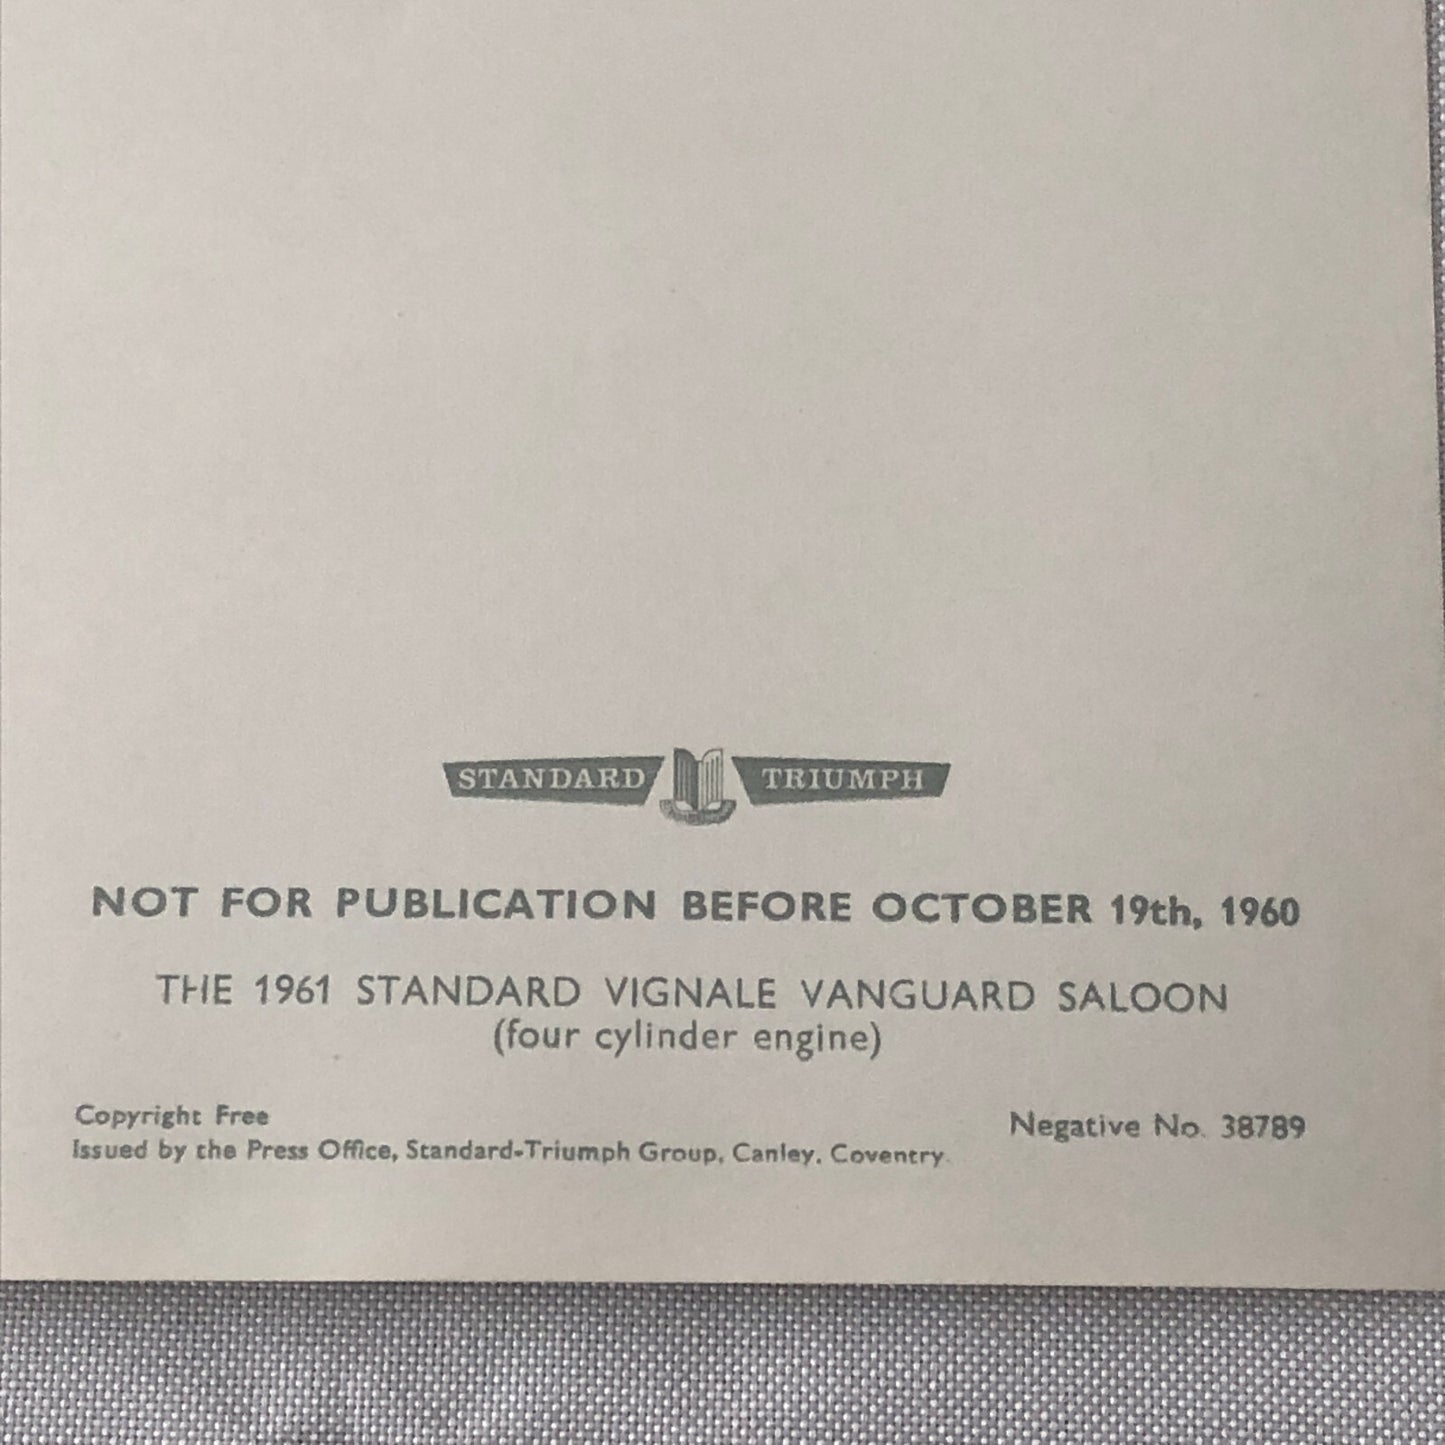 STANDARD TRIUMPH
NOT FOR PUBLICATION BEFORE OCTOBER 19th, 1960
THE 1961 STANDARD VIGNALE VANGUARD SALOON
(four cylinder engine)
Copyright Free
Issued by the Press Office, Standard-Triumph Group, Canley, Coventry.
Negative No. 38789